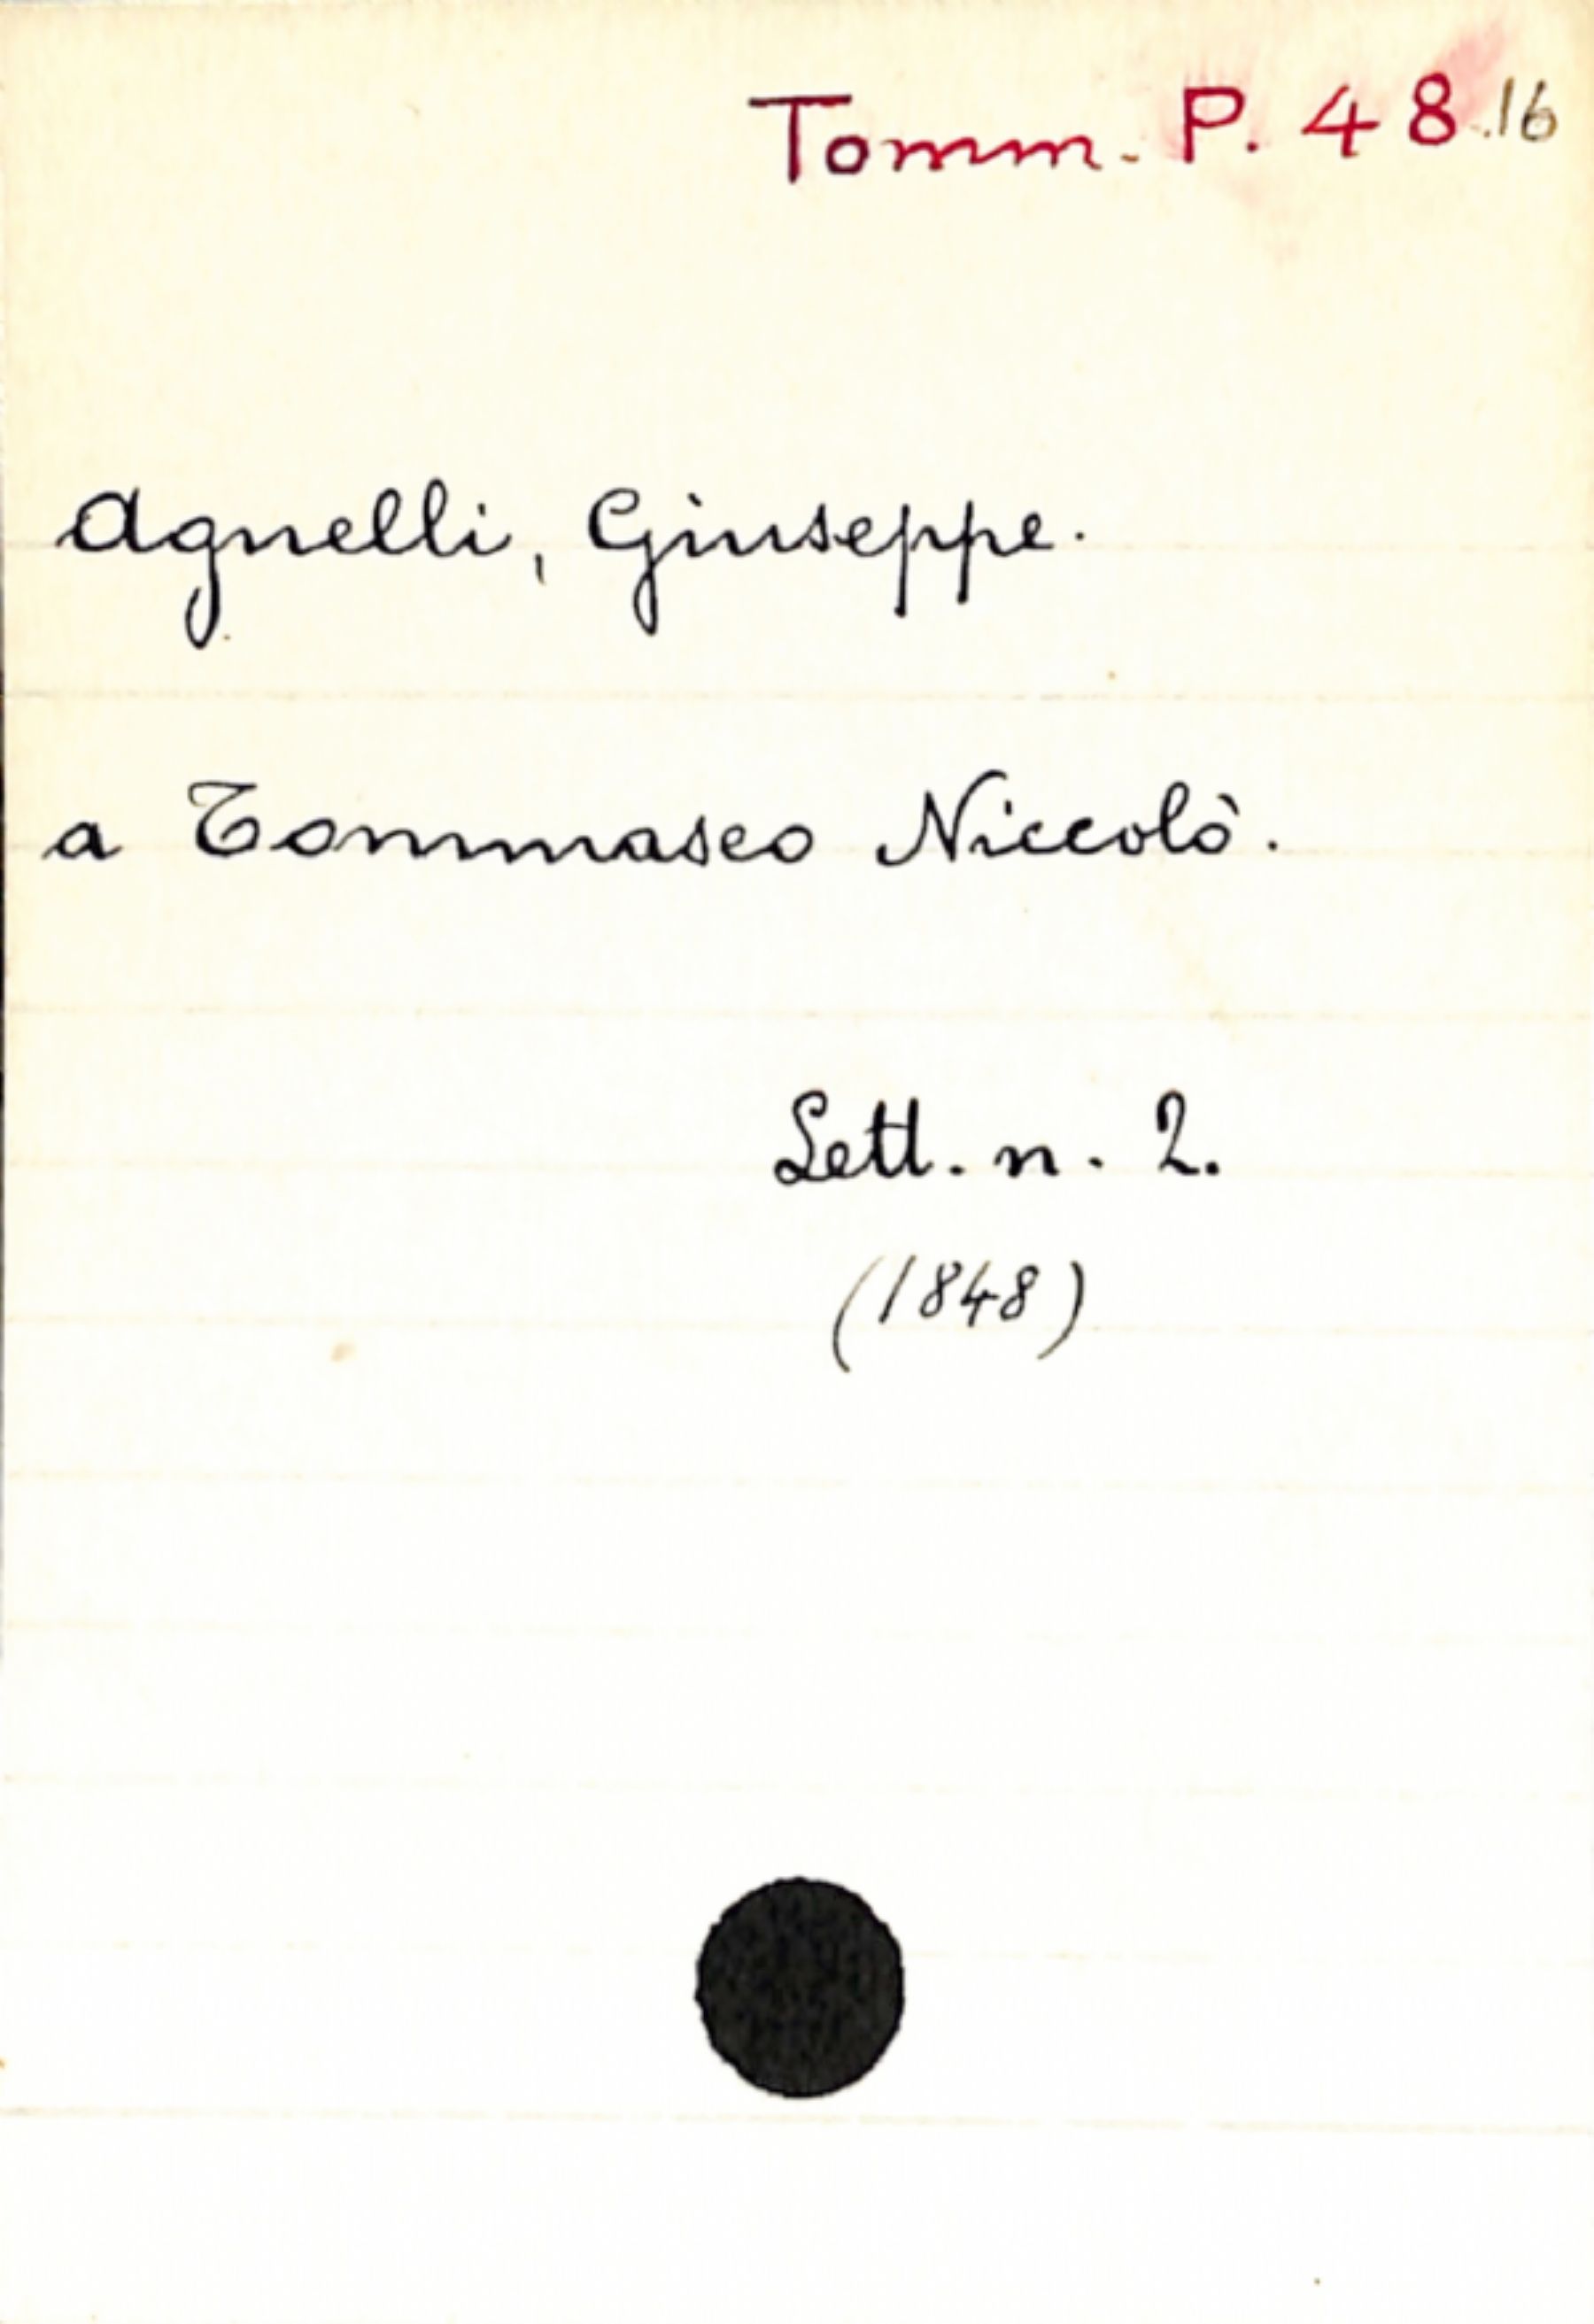 Tomm. P. 48.16
Agnelli, Giuseppe.
a Tommaseo Niccolò.
Lett. n. 2.
(1848)